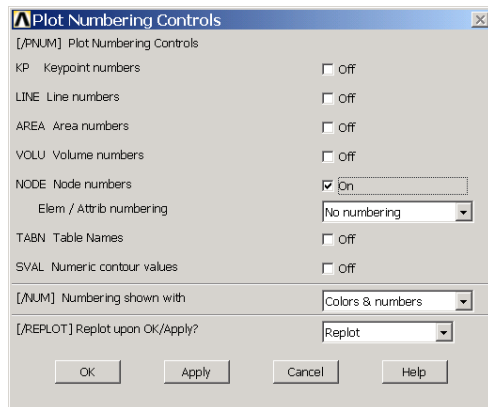 Plot Numbering Controls
[/PNUM] Plot Numbering Controls
KP Keypoint numbers Off
LINE Line numbers Off
AREA Area numbers Off
VOLU Volume numbers Off
NODE Node numbers On
Elem / Attrib numbering No numbering
TABN Table Names Off
SVAL Numeric contour values Off
[/NUM] Numbering shown with Colors & numbers
[/REPLOT] Replot upon OK/Apply? Replot
OK Apply Cancel Help